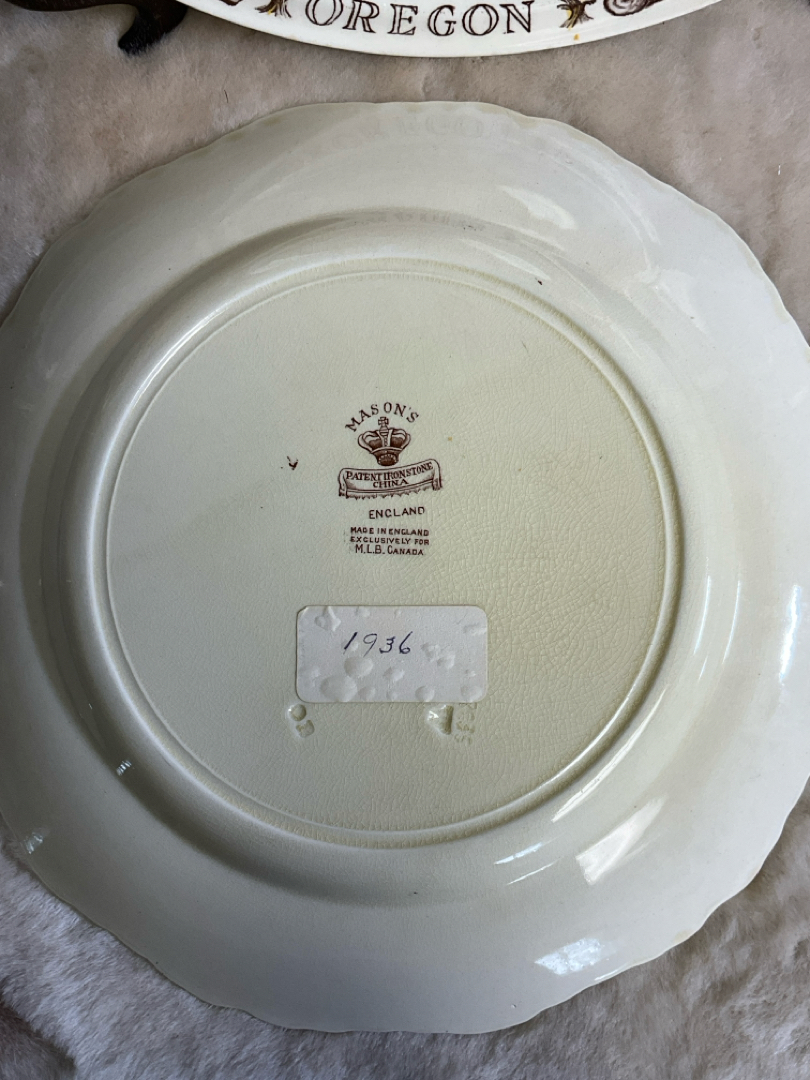 OREGON
MASON'S
PATENT IRONSTONE
CHINA
ENGLAND
MADE IN ENGLAND
EXCLUSIVELY FOR
M.L.B. CANADA
1936